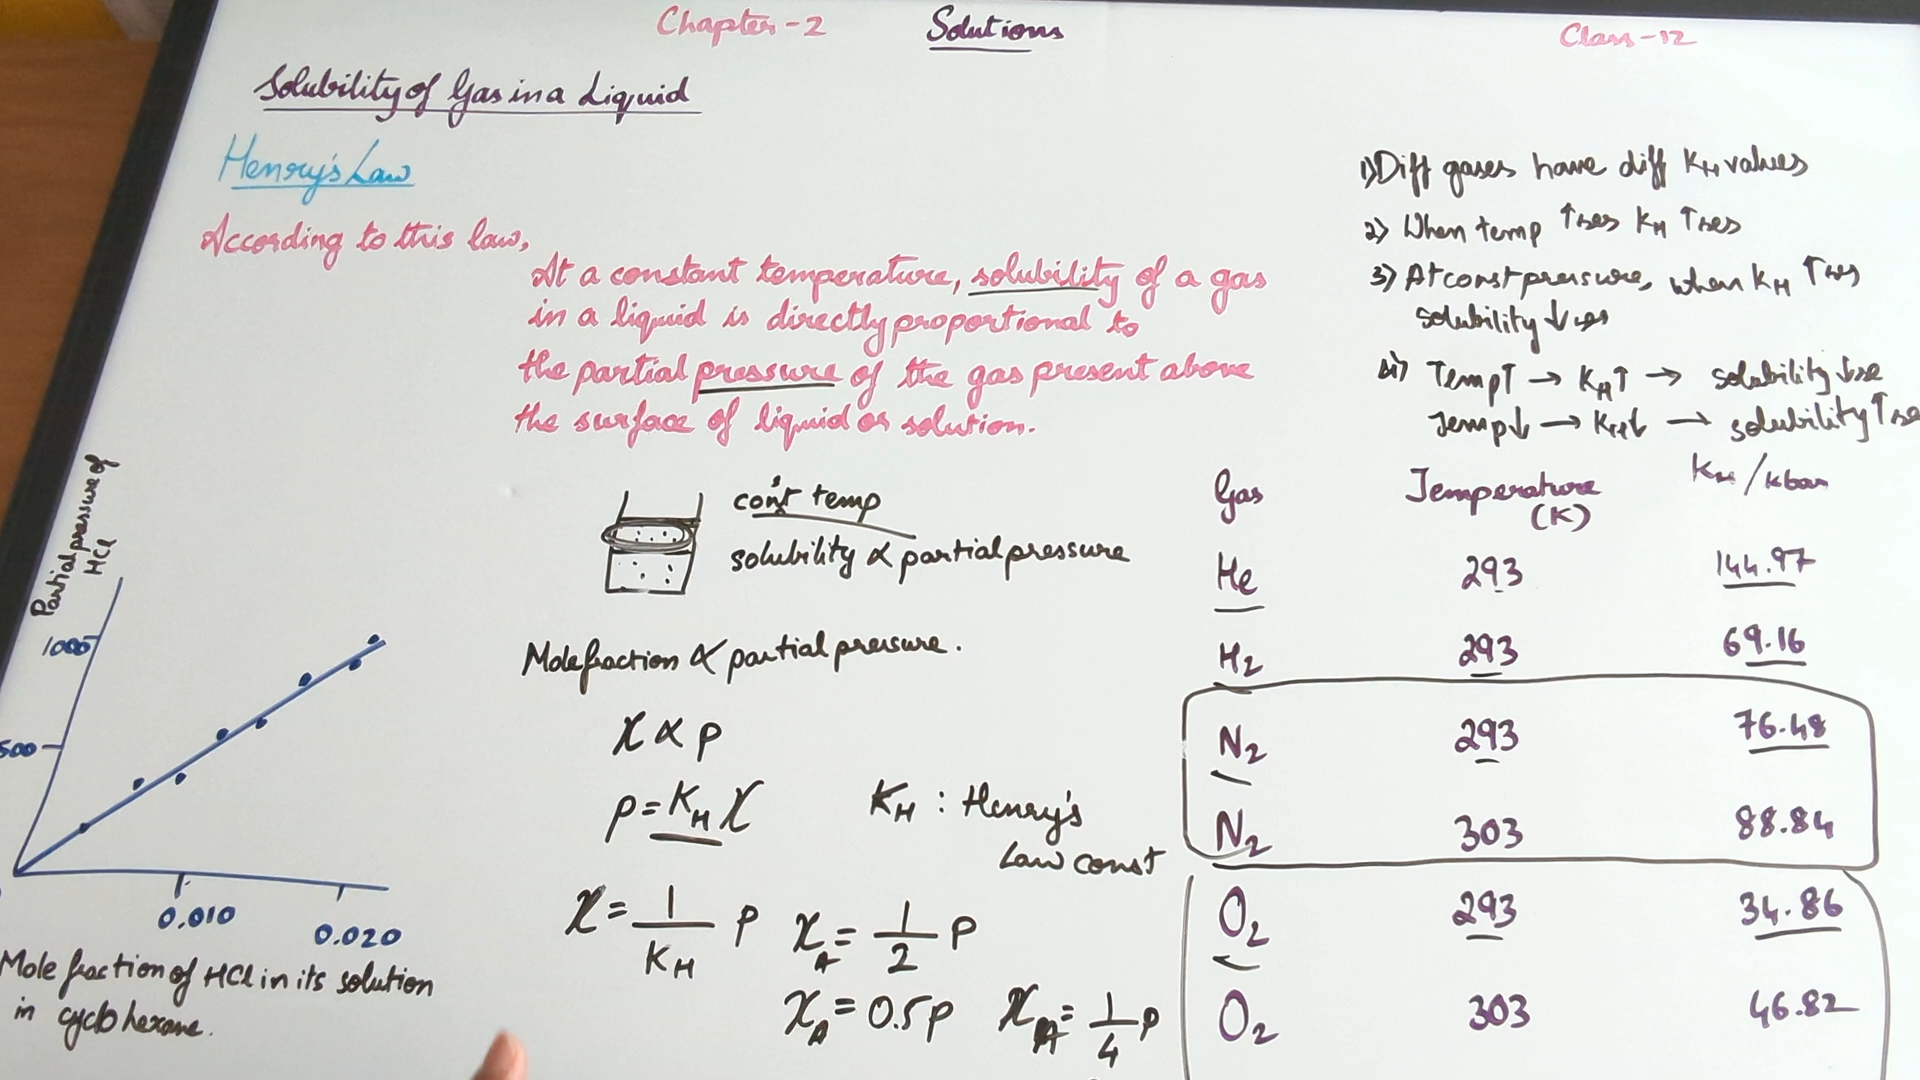 Chapter-2 Solutions Class-12
Solubility of Gas in a Liquid
Henry's Law
According to this law,
At a constant temperature, solubility of a gas
in a liquid is directly proportional to
the partial pressure of the gas present above
the surface of liquid or solution.
1) Diff gases have diff KH values
2) When temp ↑ses KH ↑ses
3) At const pressure, when KH ↑ses
solubility ↓ses
Temp↑ → KH↑ → solubility ↓se
Temp↓ → KH↓ → solubility ↑se
const temp
solubility ∝ partial pressure
Mole fraction ∝ partial pressure.
χ ∝ p
p = KH χ
KH : Henry's
Law const
χ = 1/KH p
χA = 1/2 p
χA = 0.5p
χA = 1/4 p
Partial pressure of
HCl
1000
500
0.010
0.020
Mole fraction of HCl in its solution
in cyclohexane.
Gas Temperature (K) KH/kbar
He 293 144.97
H2 293 69.16
N2 293 76.48
N2 303 88.84
O2 293 34.86
O2 303 46.82